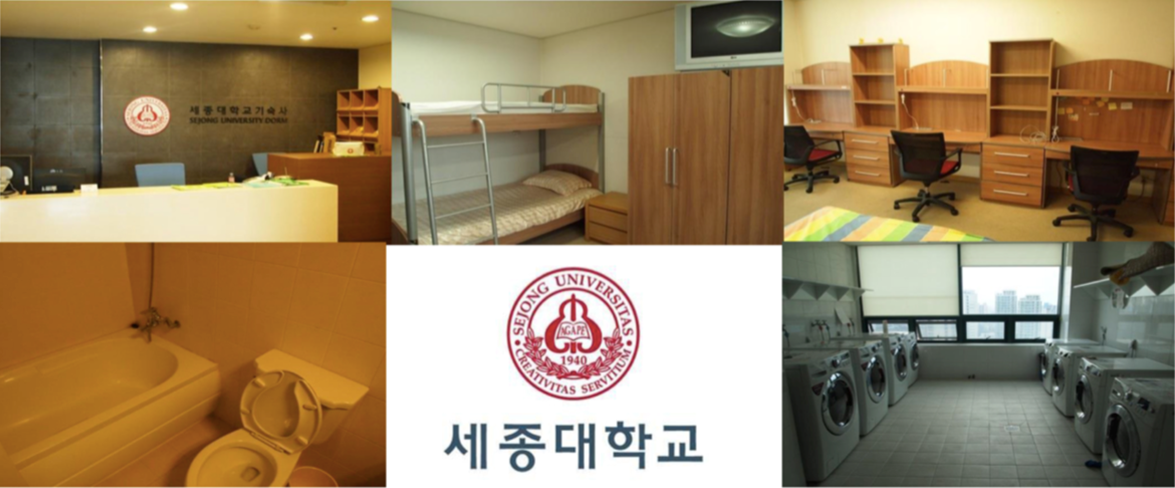 세종대학교기숙사
SEJONG UNIVERSITY DORM
SEJONG UNIVERSITAS
AGAPE
1940
CREATIVITAS SERVITIUM
세종대학교